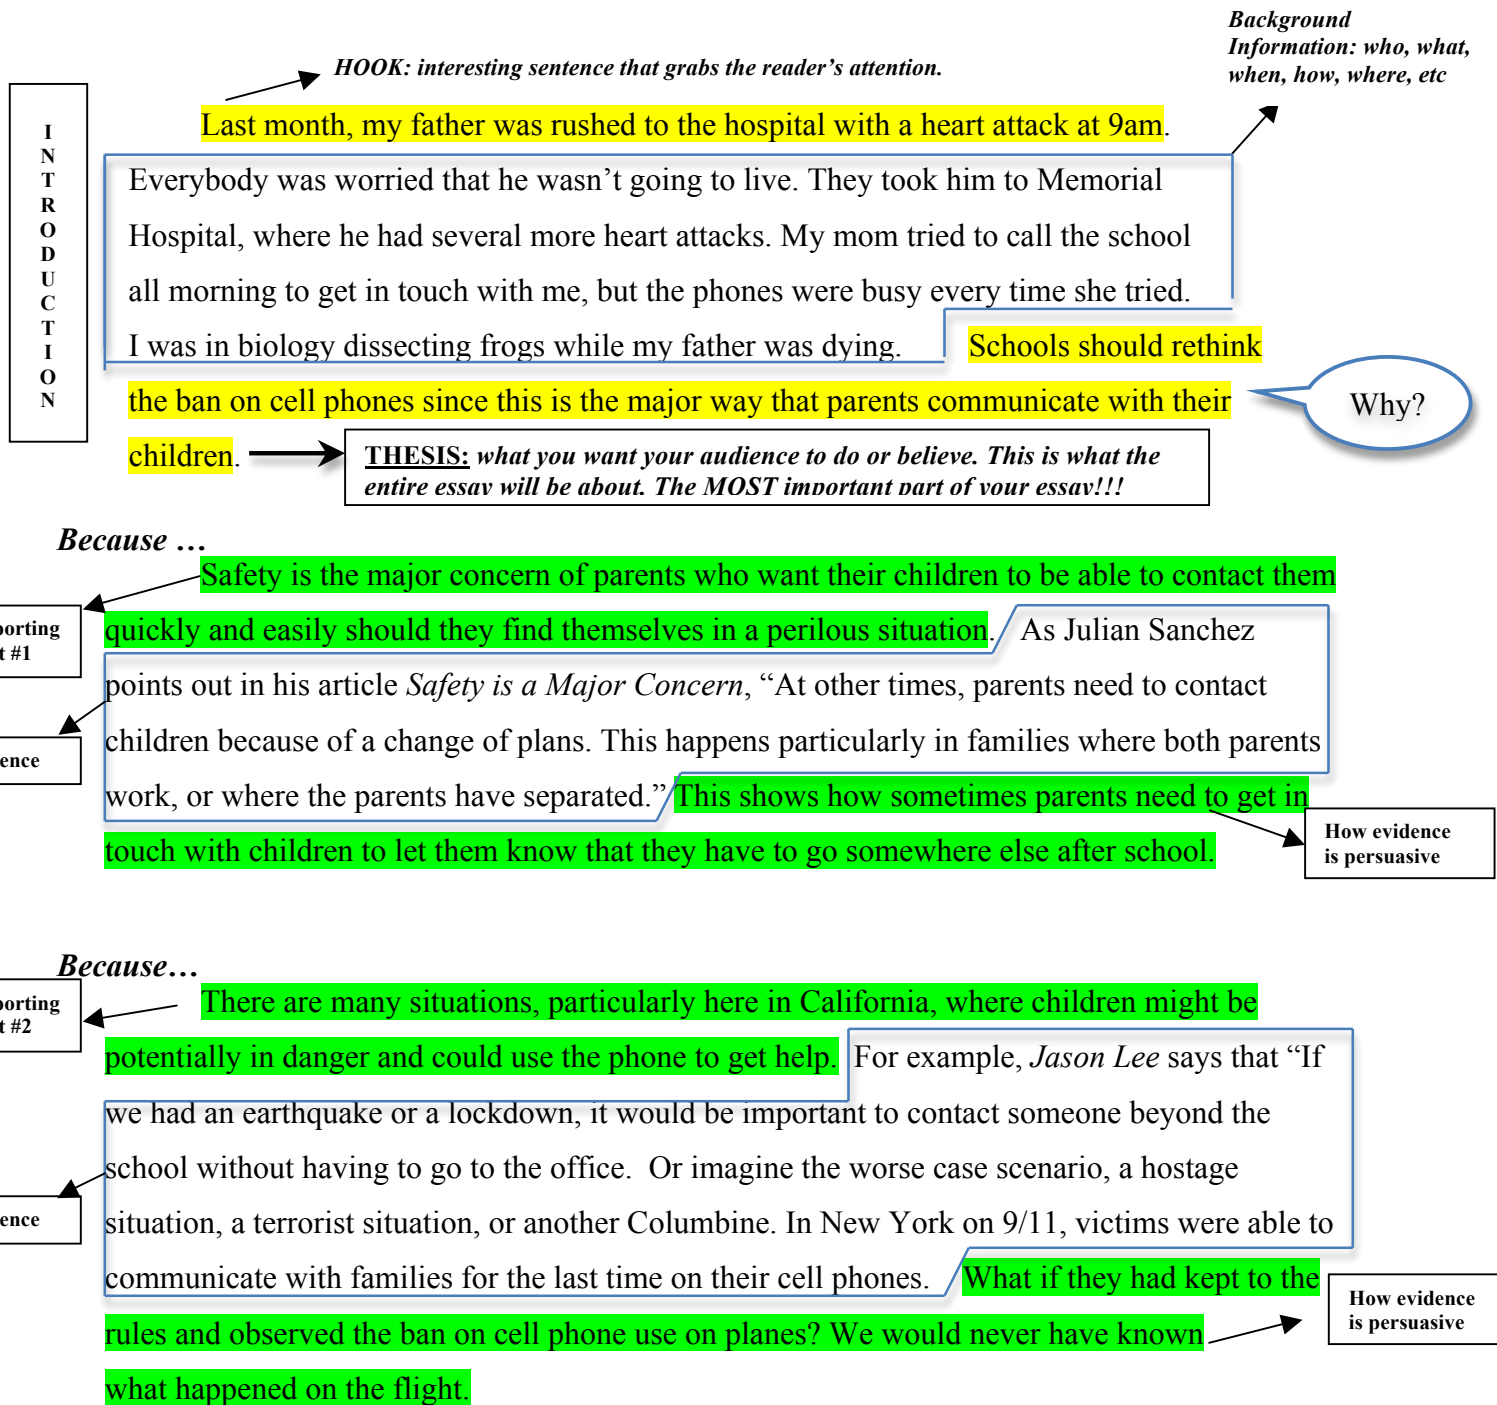 Background
Information: who, what,
when, how, where, etc
HOOK: interesting sentence that grabs the reader’s attention.
I
N
T
R
O
D
U
C
T
I
O
N
Last month, my father was rushed to the hospital with a heart attack at 9am.
Everybody was worried that he wasn’t going to live. They took him to Memorial
Hospital, where he had several more heart attacks. My mom tried to call the school
all morning to get in touch with me, but the phones were busy every time she tried.
I was in biology dissecting frogs while my father was dying. Schools should rethink
the ban on cell phones since this is the major way that parents communicate with their
Why?
children.
THESIS: what you want your audience to do or believe. This is what the
entire essay will be about. The MOST important part of your essay!!!
Because …
Safety is the major concern of parents who want their children to be able to contact them
porting
t #1
quickly and easily should they find themselves in a perilous situation. As Julian Sanchez
points out in his article Safety is a Major Concern, “At other times, parents need to contact
children because of a change of plans. This happens particularly in families where both parents
ence
work, or where the parents have separated.” This shows how sometimes parents need to get in
touch with children to let them know that they have to go somewhere else after school.
How evidence
is persuasive
Because…
porting
t #2
There are many situations, particularly here in California, where children might be
potentially in danger and could use the phone to get help. For example, Jason Lee says that “If
we had an earthquake or a lockdown, it would be important to contact someone beyond the
school without having to go to the office. Or imagine the worse case scenario, a hostage
ence
situation, a terrorist situation, or another Columbine. In New York on 9/11, victims were able to
communicate with families for the last time on their cell phones. What if they had kept to the
How evidence
is persuasive
rules and observed the ban on cell phone use on planes? We would never have known
what happened on the flight.